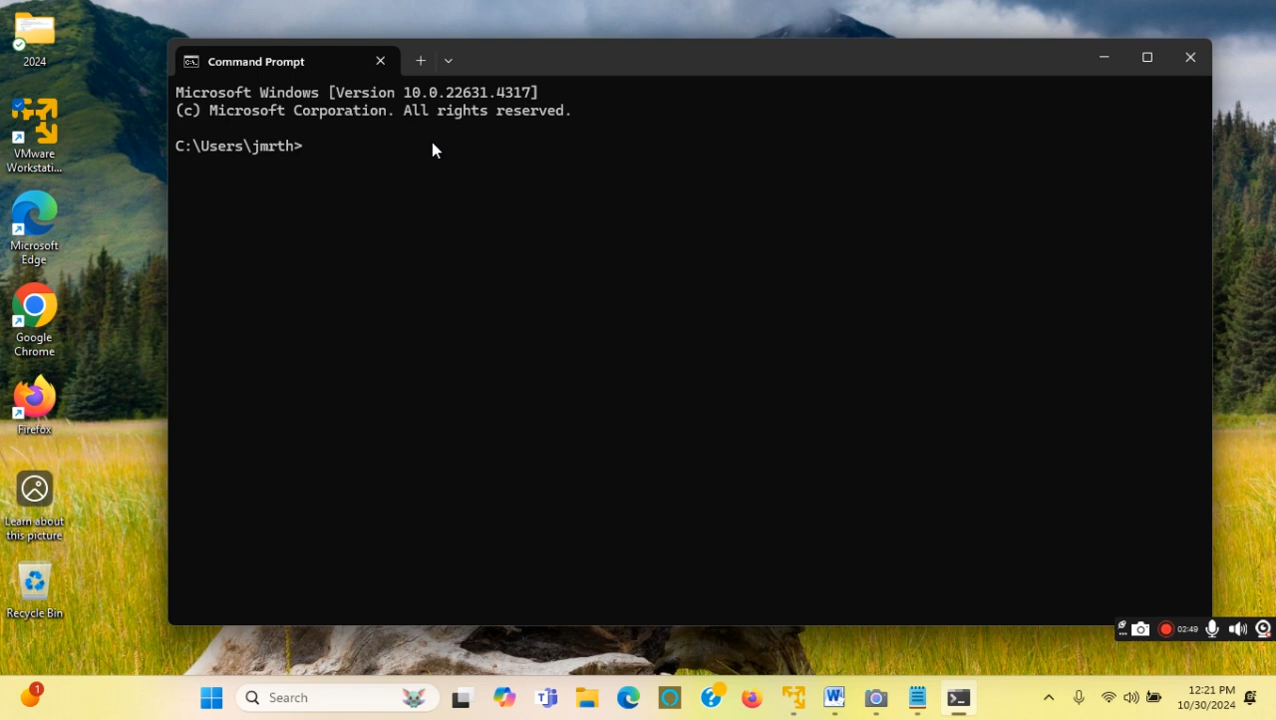 2024
VMware
Workstati...
Microsoft
Edge
Google
Chrome
Firefox
Learn about
this picture
Recycle Bin
Command Prompt
Microsoft Windows [Version 10.0.22631.4317]
(c) Microsoft Corporation. All rights reserved.
C:\Users\jmrth>
02:49
1
Search
12:21 PM
10/30/2024